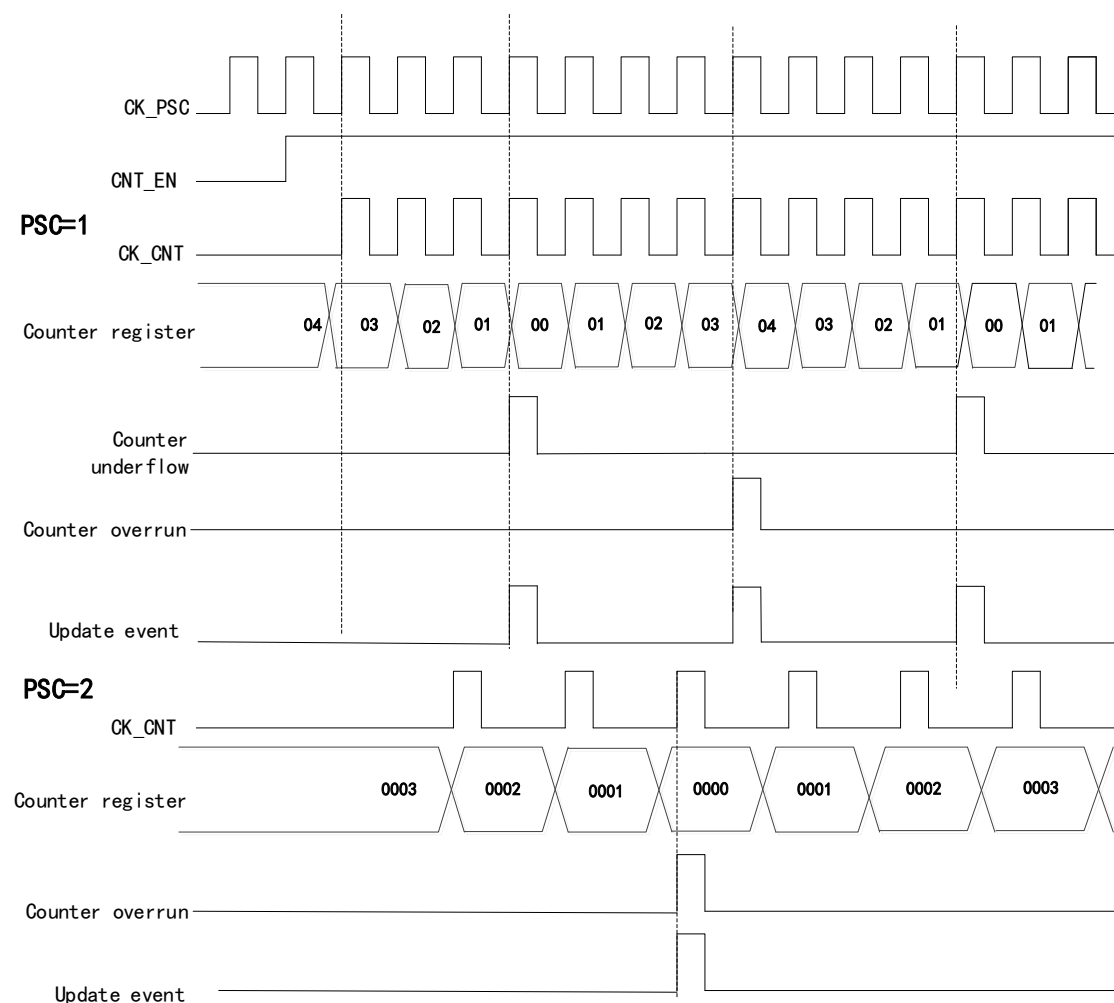 CK_PSC
CNT_EN
PSC=1
CK_CNT
Counter register 04 03 02 01 00 01 02 03 04 03 02 01 00 01
Counter
underflow
Counter overrun
Update event
PSC=2
CK_CNT
Counter register 0003 0002 0001 0000 0001 0002 0003
Counter overrun
Update event